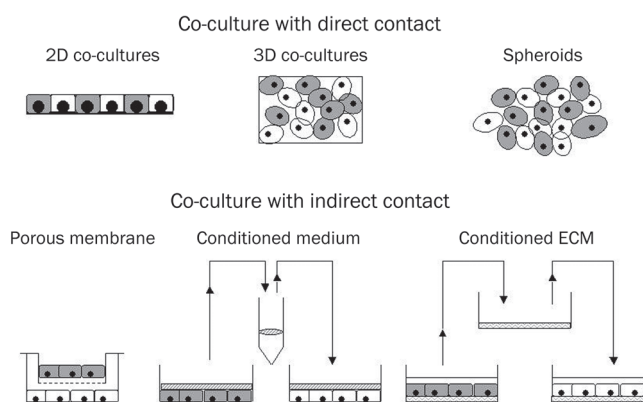 Co-culture with direct contact
2D co-cultures
3D co-cultures
Spheroids
Co-culture with indirect contact
Porous membrane
Conditioned medium
Conditioned ECM